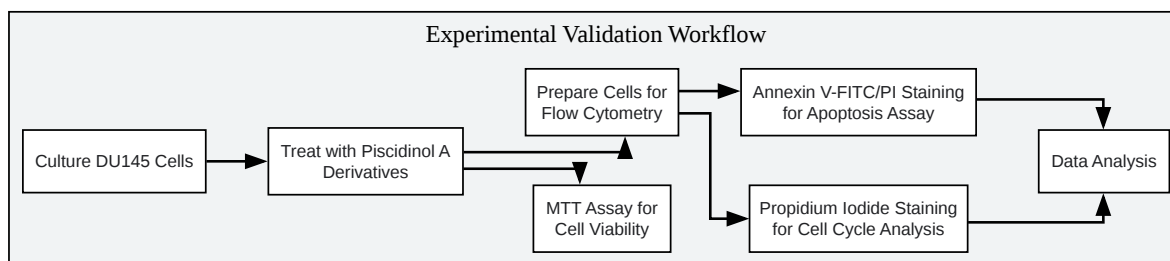 Experimental Validation Workflow
Culture DU145 Cells
Treat with Piscidinol A
Derivatives
Prepare Cells for
Flow Cytometry
MTT Assay for
Cell Viability
Annexin V-FITC/PI Staining
for Apoptosis Assay
Propidium Iodide Staining
for Cell Cycle Analysis
Data Analysis